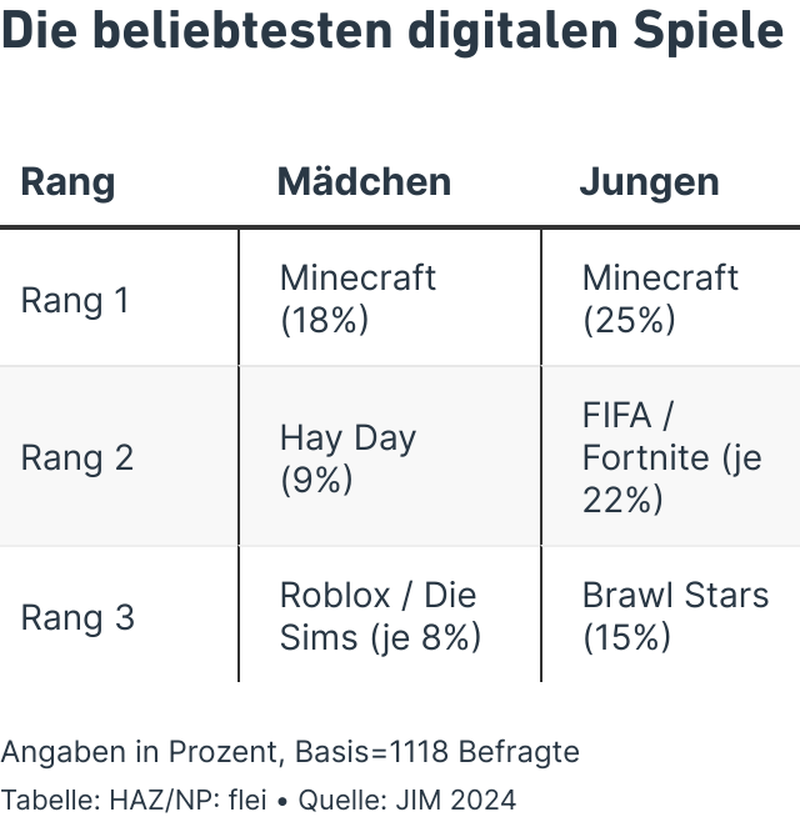 Die beliebtesten digitalen Spiele
Rang Mädchen Jungen
Rang 1
Minecraft
(18%)
Minecraft
(25%)
Rang 2
Hay Day
(9%)
FIFA /
Fortnite (je
22%)
Rang 3
Roblox / Die
Sims (je 8%)
Brawl Stars
(15%)
Angaben in Prozent, Basis=1118 Befragte
Tabelle: HAZ/NP: flei • Quelle: JIM 2024